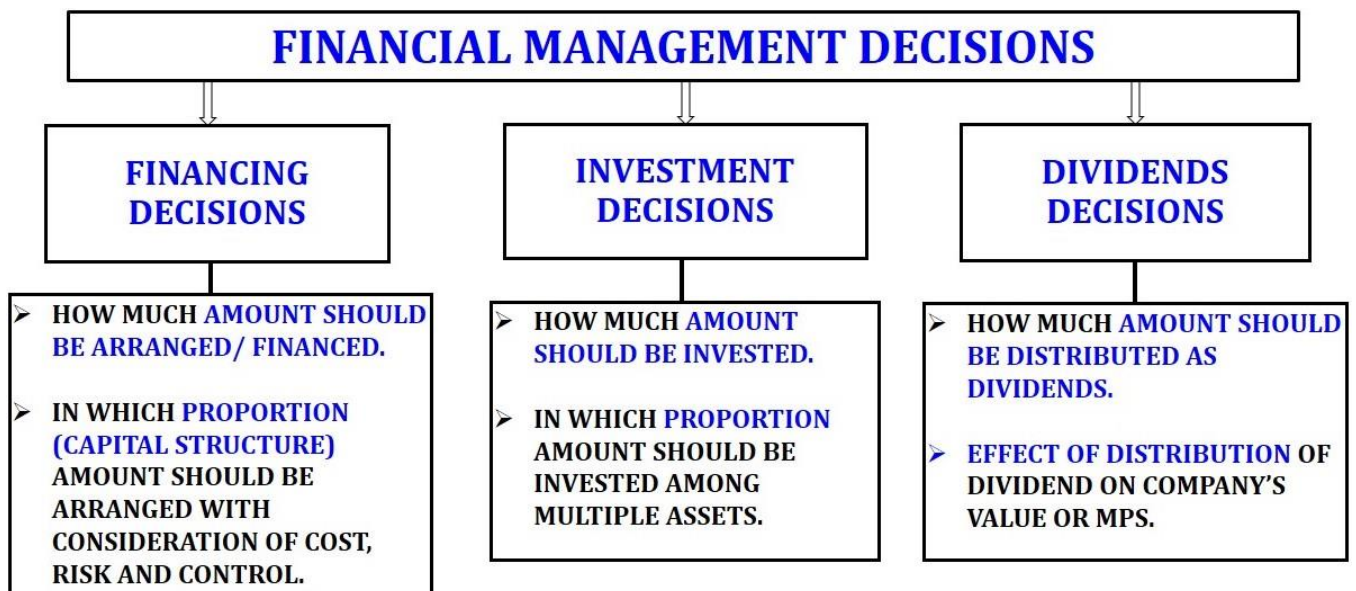 FINANCIAL MANAGEMENT DECISIONS
FINANCING
DECISIONS
➢ HOW MUCH AMOUNT SHOULD
BE ARRANGED/ FINANCED.
➢ IN WHICH PROPORTION
(CAPITAL STRUCTURE)
AMOUNT SHOULD BE
ARRANGED WITH
CONSIDERATION OF COST,
RISK AND CONTROL.
INVESTMENT
DECISIONS
➢ HOW MUCH AMOUNT
SHOULD BE INVESTED.
➢ IN WHICH PROPORTION
AMOUNT SHOULD BE
INVESTED AMONG
MULTIPLE ASSETS.
DIVIDENDS
DECISIONS
➢ HOW MUCH AMOUNT SHOULD
BE DISTRIBUTED AS
DIVIDENDS.
➢ EFFECT OF DISTRIBUTION OF
DIVIDEND ON COMPANY’S
VALUE OR MPS.